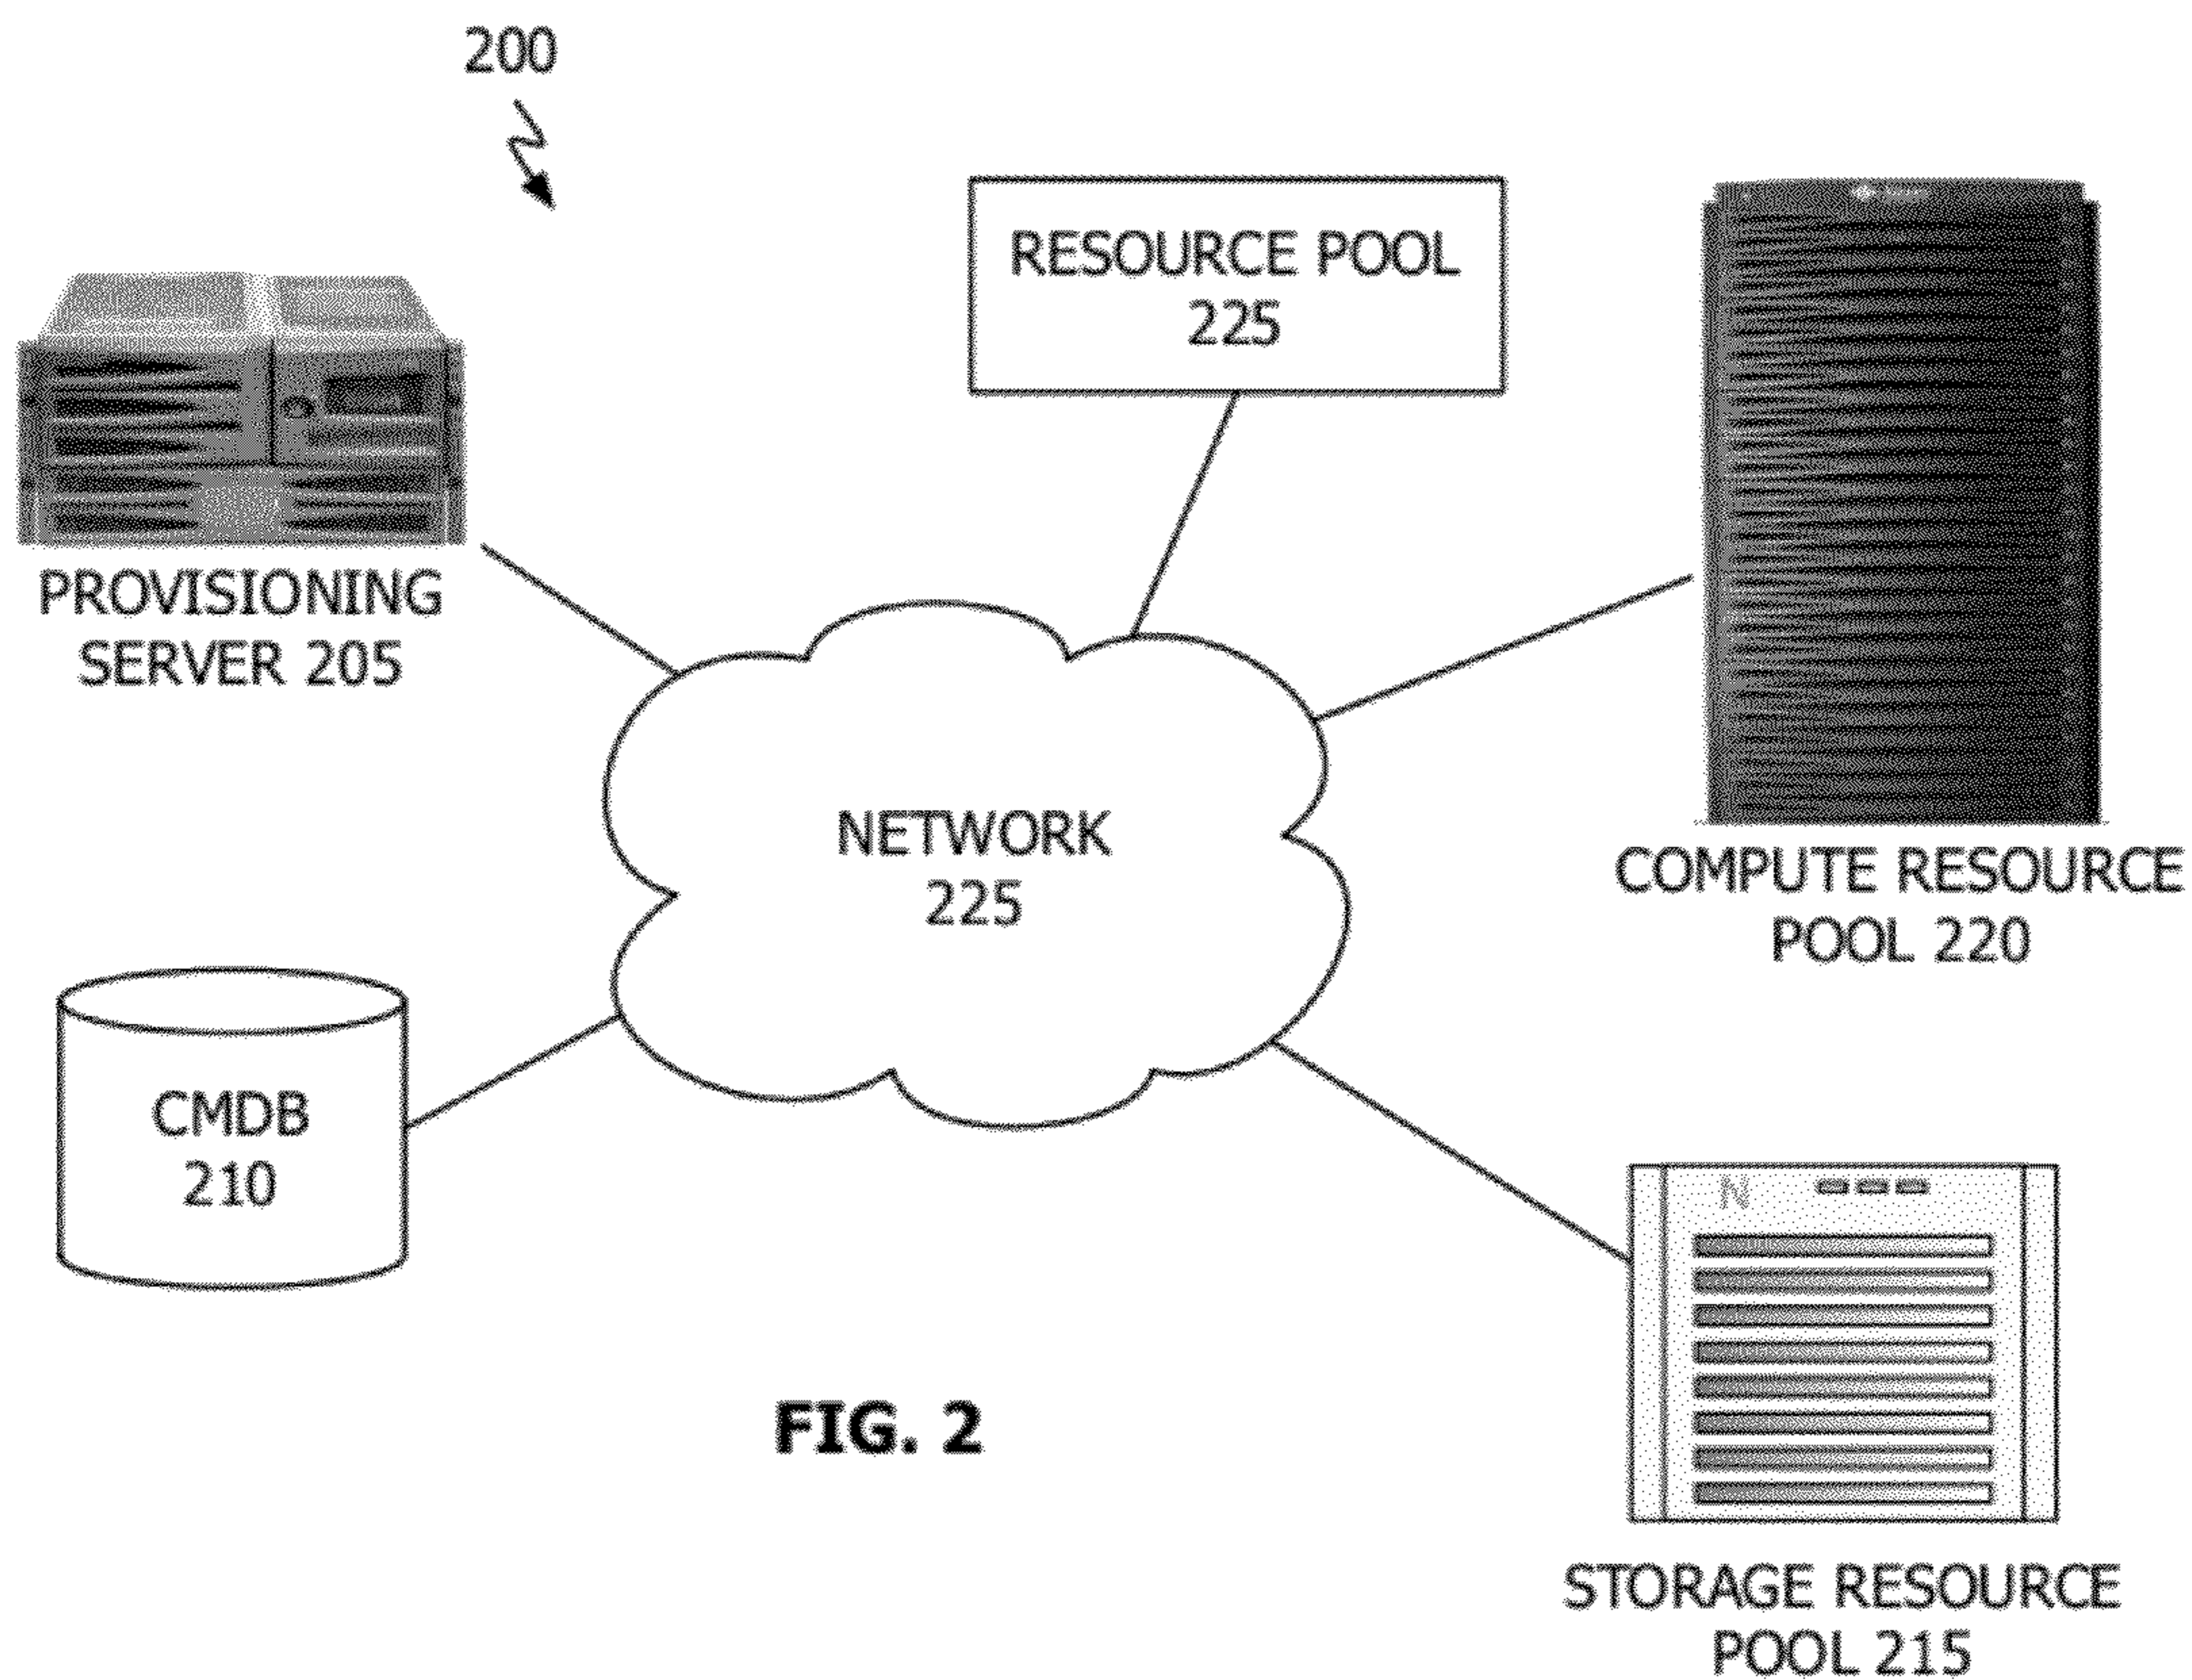 200
RESOURCE POOL
225
PROVISIONING
SERVER 205
NETWORK
225
COMPUTE RESOURCE
POOL 220
CMDB
210
N
FIG. 2
STORAGE RESOURCE
POOL 215